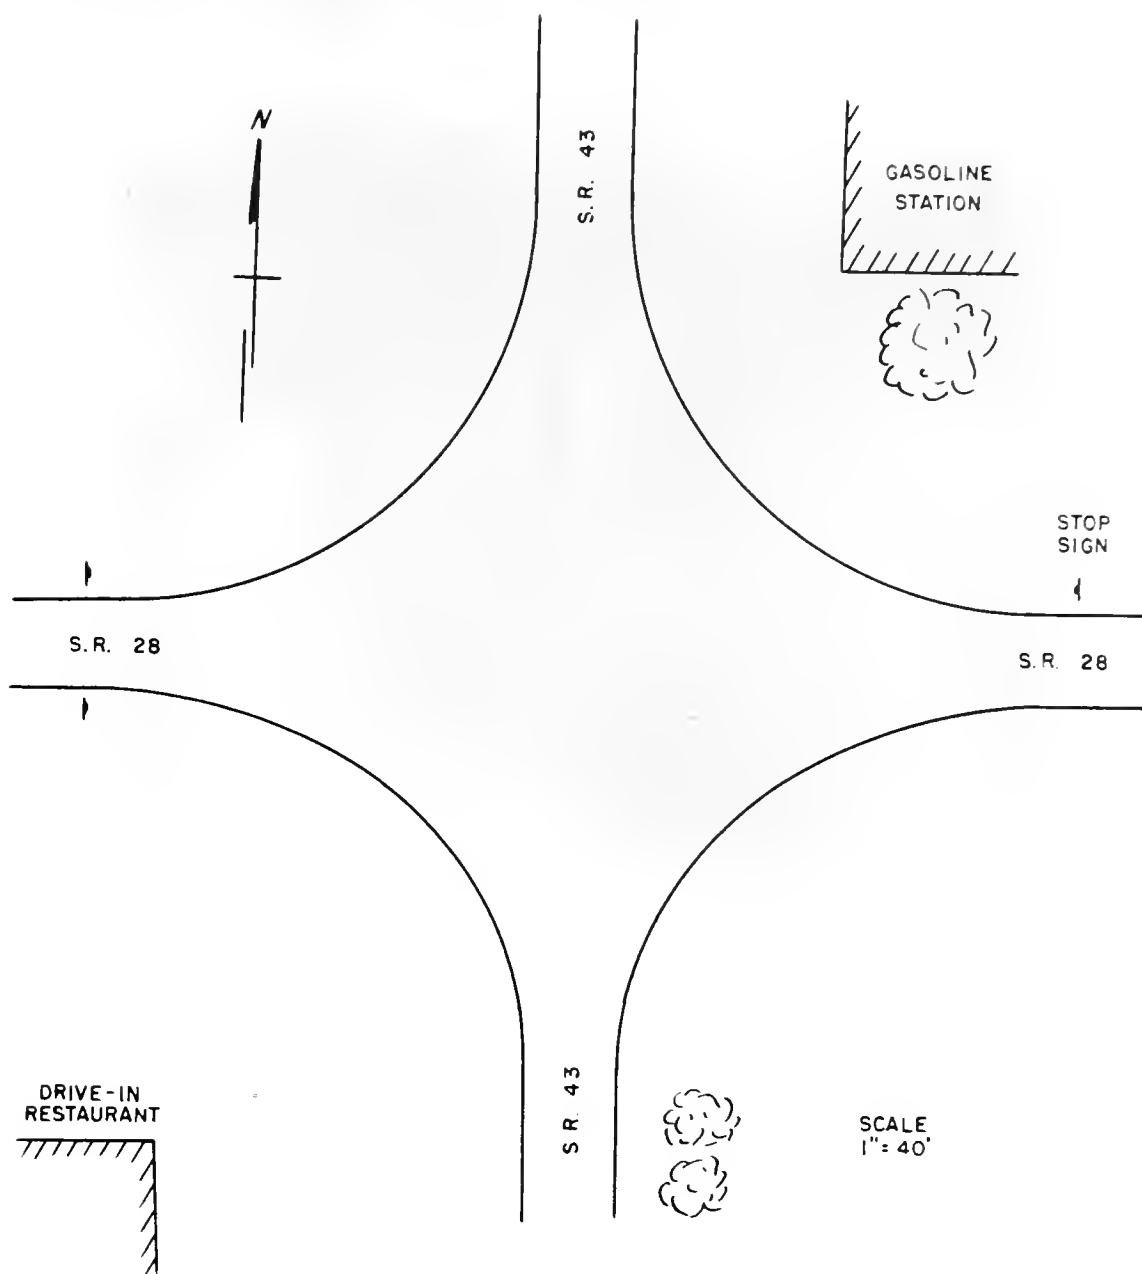 N
S.R. 43
GASOLINE
STATION
STOP
SIGN
S.R. 28
S.R. 28
S.R. 43
DRIVE-IN
RESTAURANT
SCALE
1"=40'